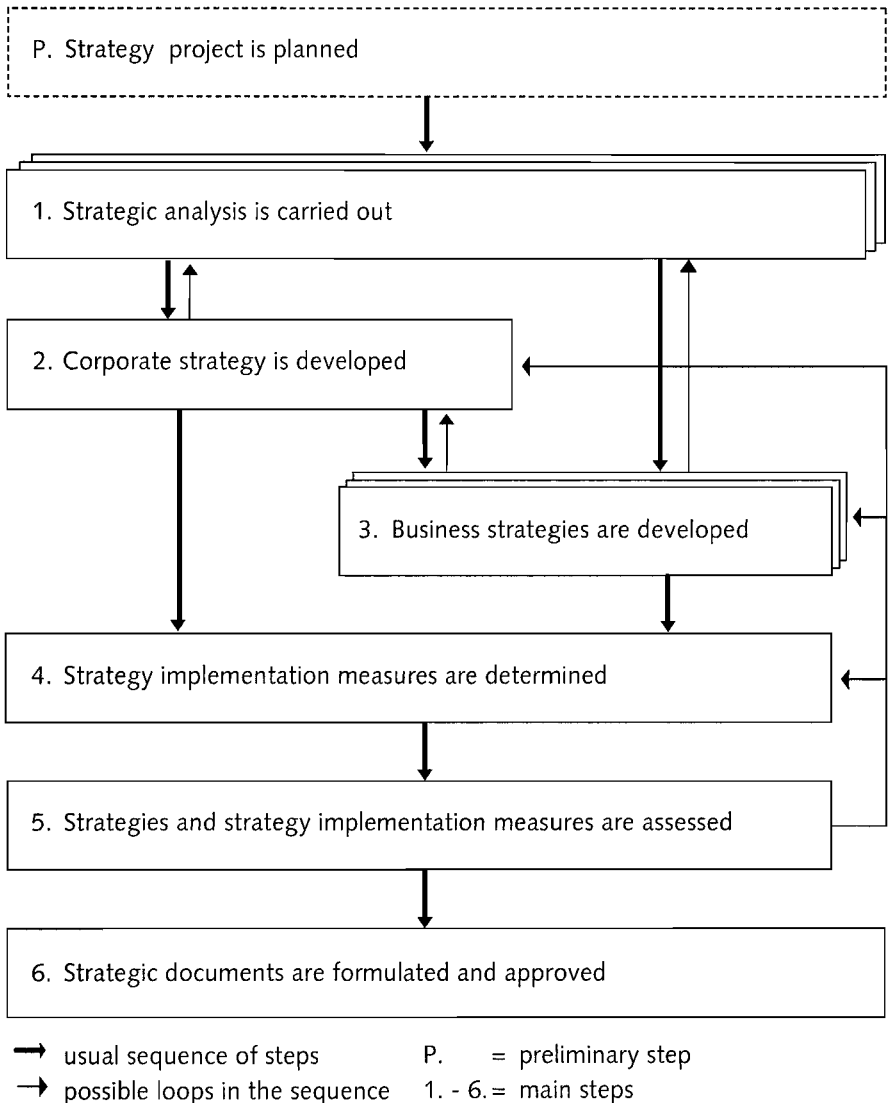 P. Strategy project is planned
1. Strategic analysis is carried out
2. Corporate strategy is developed
3. Business strategies are developed
4. Strategy implementation measures are determined
5. Strategies and strategy implementation measures are assessed
6. Strategic documents are formulated and approved
→ usual sequence of steps P. = preliminary step
→ possible loops in the sequence 1. - 6. = main steps